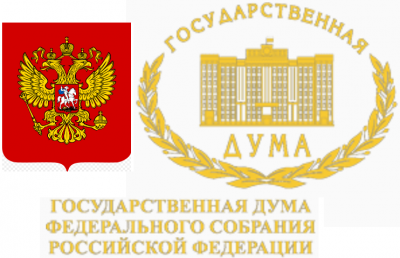 ГОСУДАРСТВЕННАЯ
ДУМА
ГОСУДАРСТВЕННАЯ ДУМА
ФЕДЕРАЛЬНОГО СОБРАНИЯ
РОССИЙСКОЙ ФЕДЕРАЦИИ